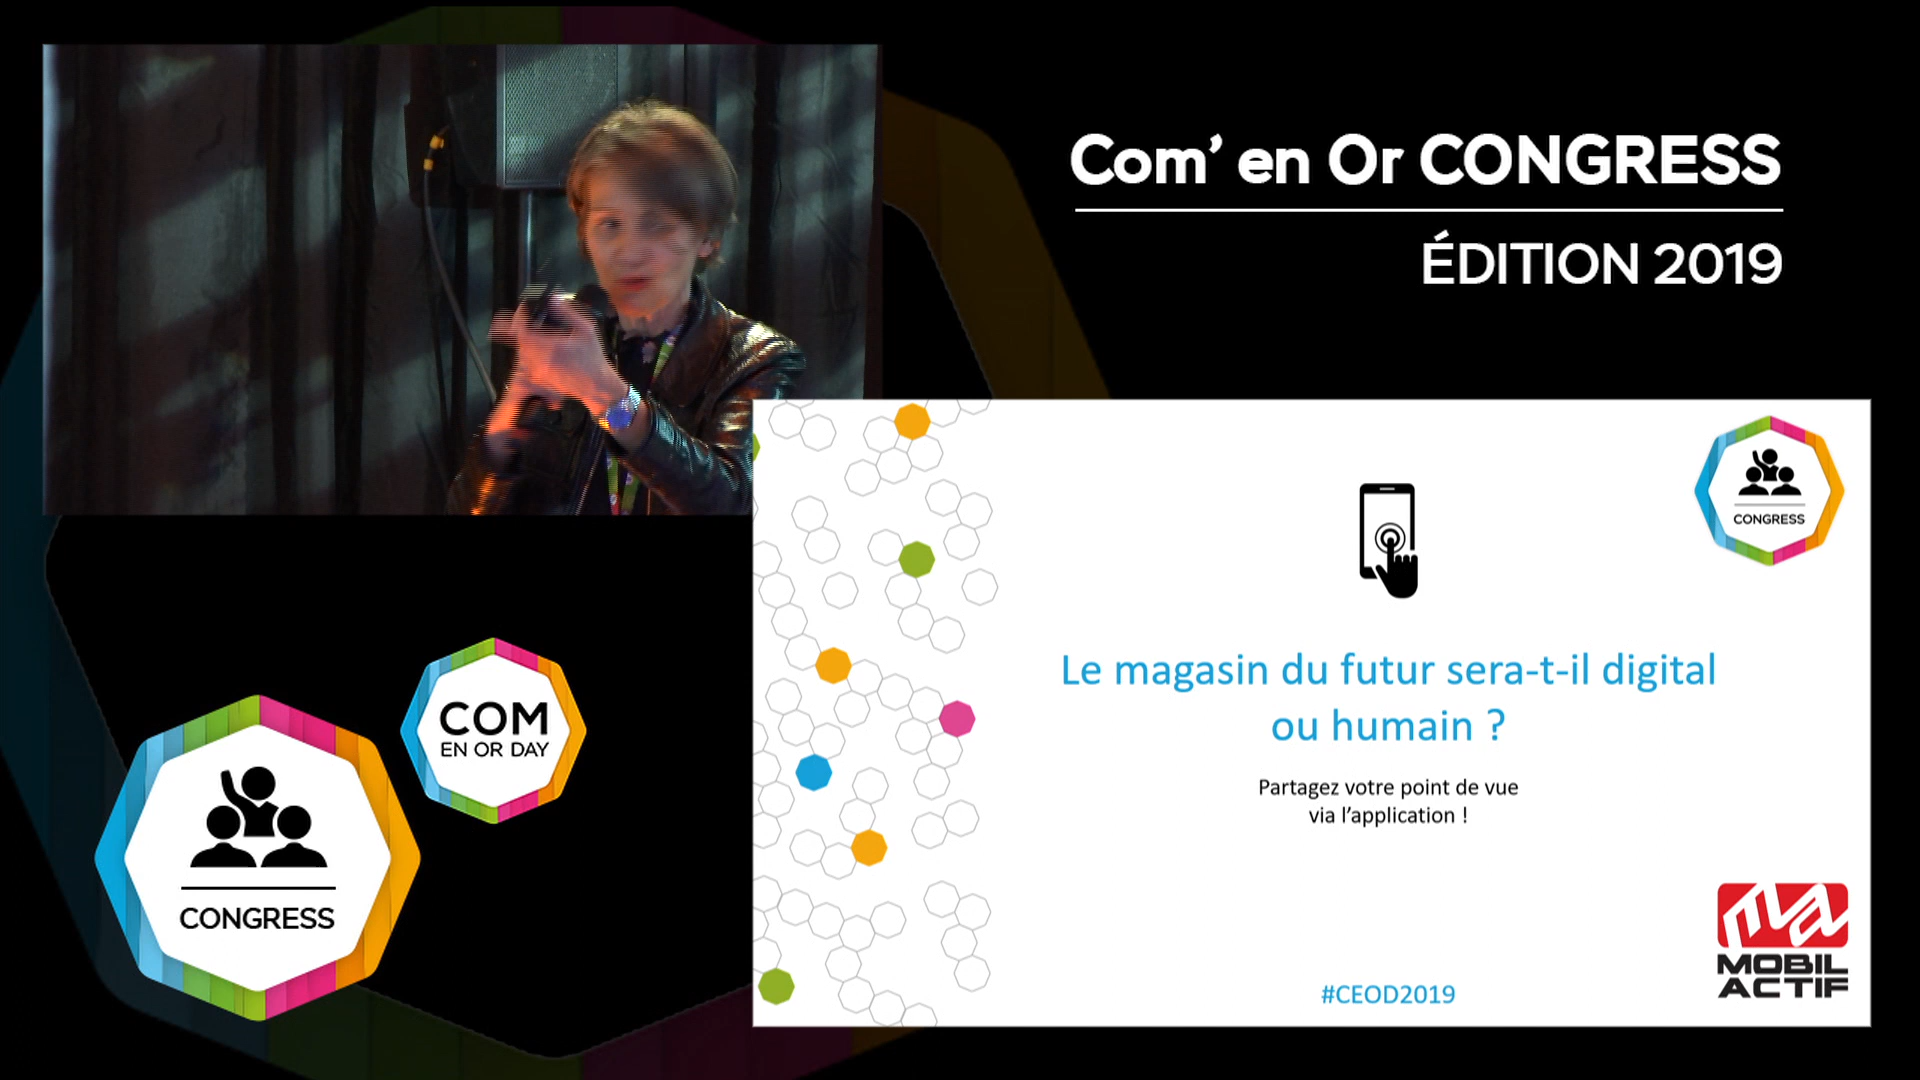 Com’ en Or CONGRESS
ÉDITION 2019
CONGRESS
Le magasin du futur sera-t-il digital
ou humain ?
Partagez votre point de vue
via l’application !
#CEOD2019
MA
MOBIL
ACTIF
COM
EN OR DAY
CONGRESS